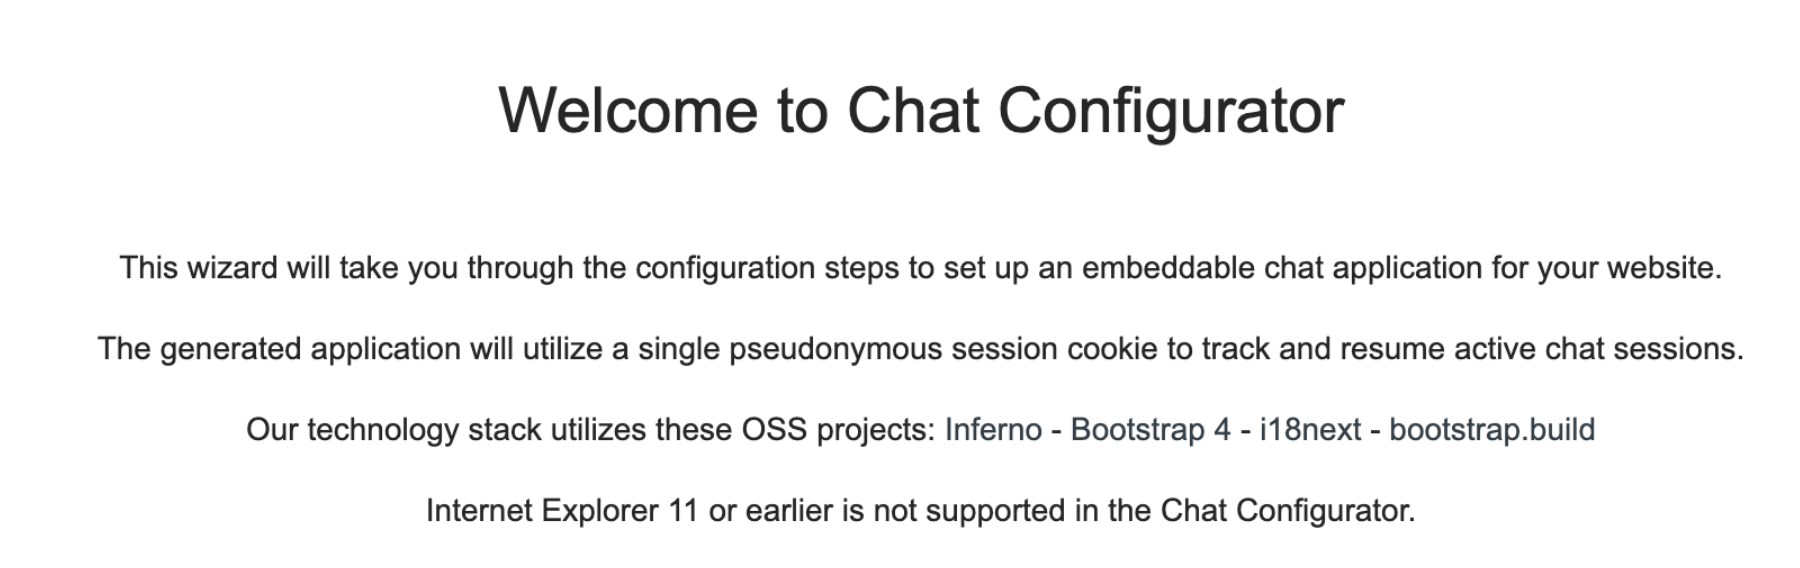 Welcome to Chat Configurator
This wizard will take you through the configuration steps to set up an embeddable chat application for your website.
The generated application will utilize a single pseudonymous session cookie to track and resume active chat sessions.
Our technology stack utilizes these OSS projects: Inferno - Bootstrap 4 - i18next - bootstrap.build
Internet Explorer 11 or earlier is not supported in the Chat Configurator.